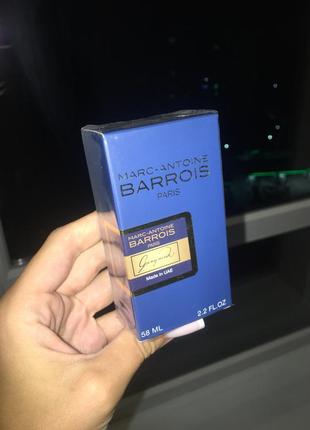 MARC-ANTOINE
BARROIS
PARIS
MARC-ANTOINE
BARROIS
PARIS
Ganymede
Made in UAE
58 ML
2.2 FL OZ